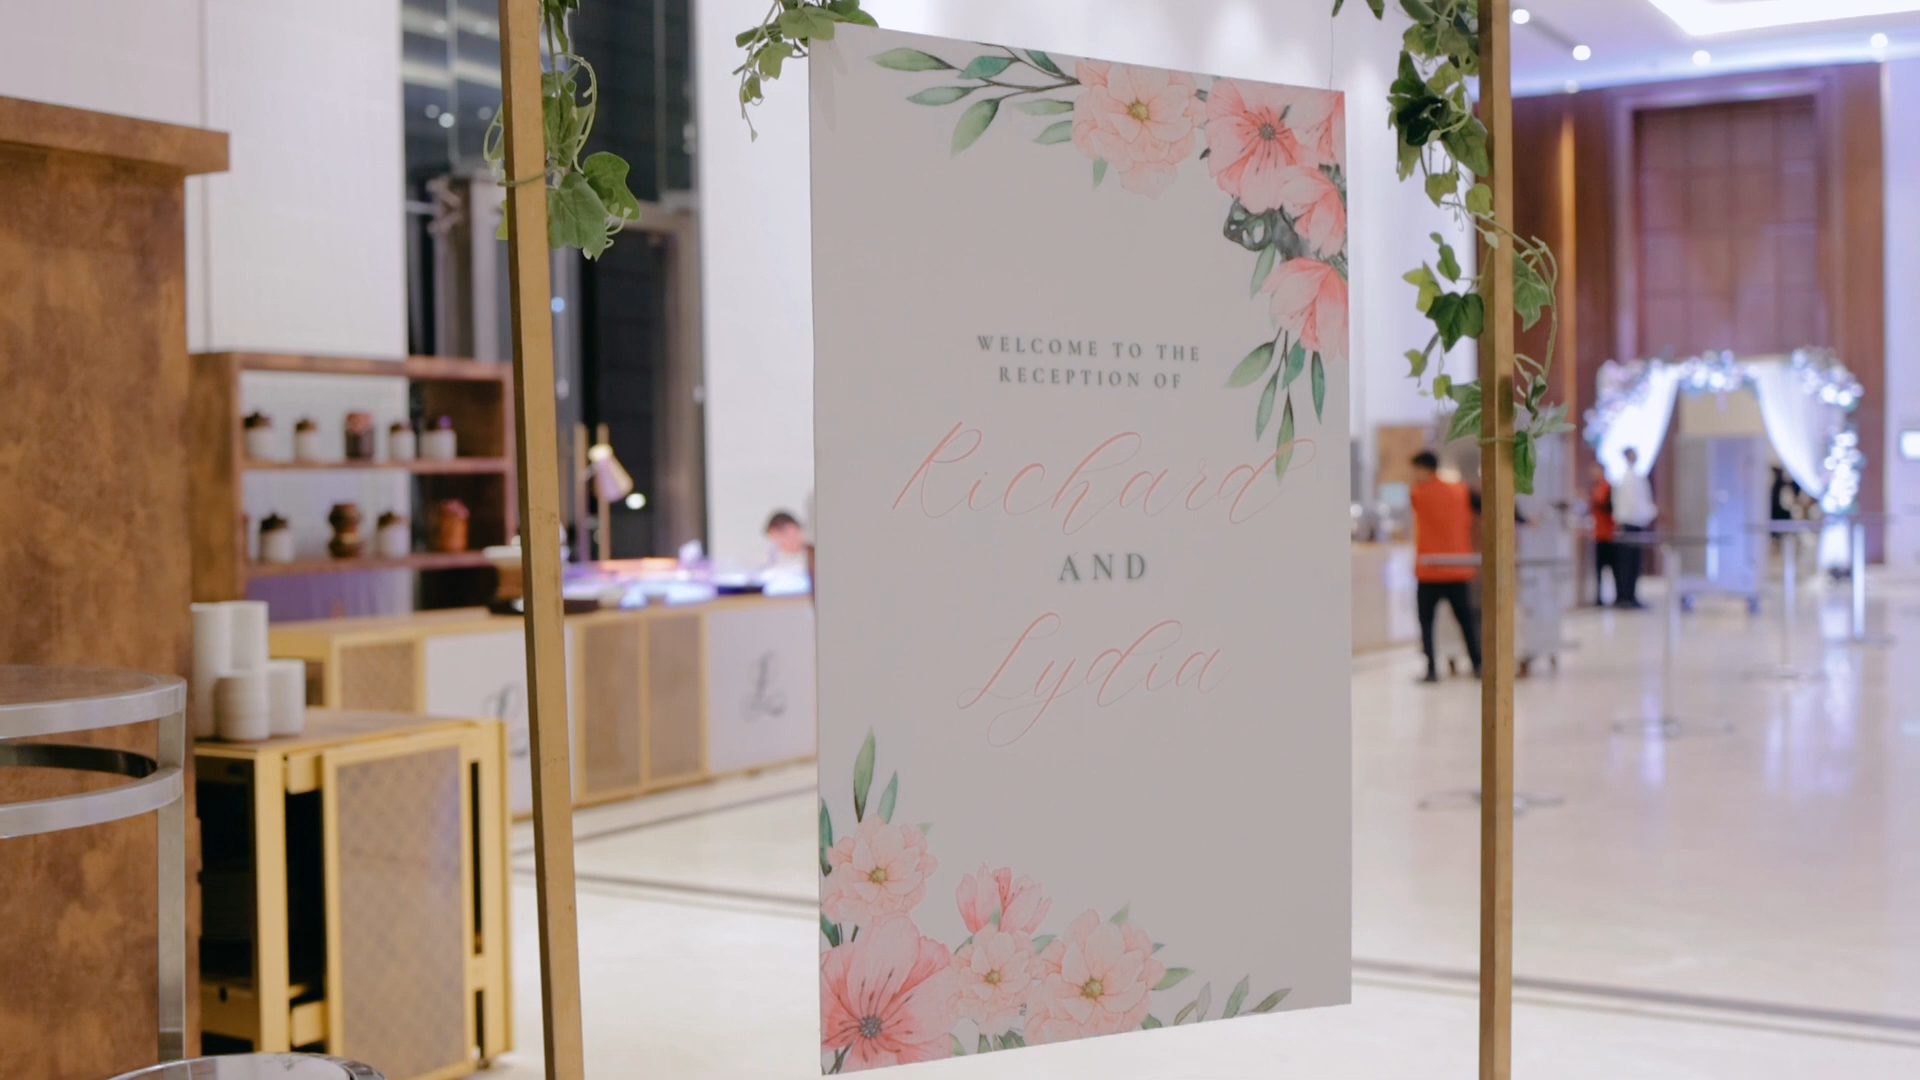 WELCOME TO THE
RECEPTION OF
Richard
AND
Lydia